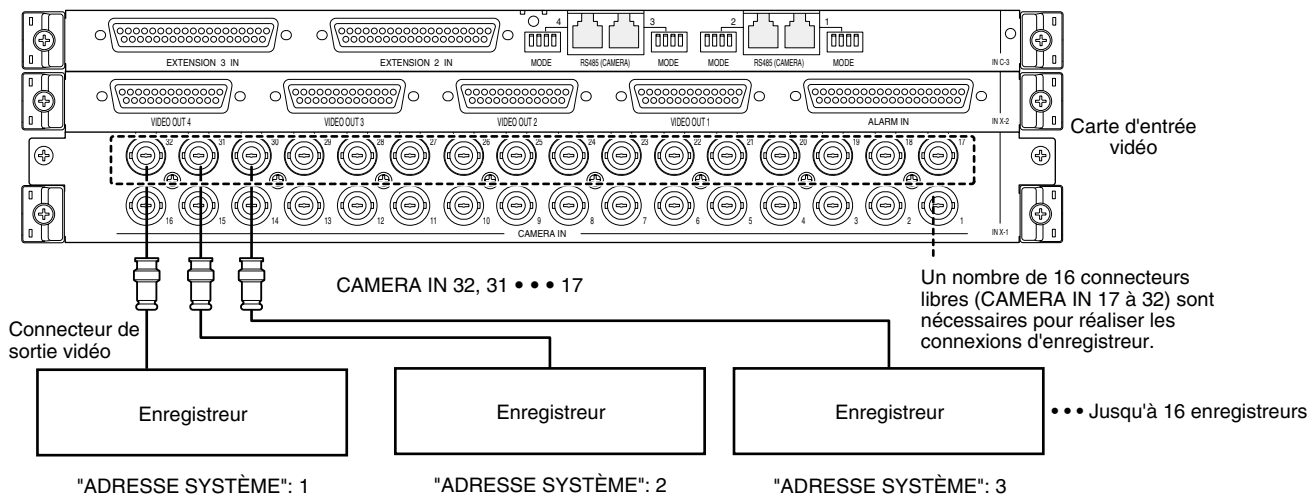 4 3 2 1
EXTENSION 3 IN EXTENSION 2 IN MODE RS485 (CAMERA) MODE MODE RS485 (CAMERA) MODE IN C-3
VIDEO OUT 4 VIDEO OUT 3 VIDEO OUT 2 VIDEO OUT 1 ALARM IN IN X-2
Carte d'entrée
vidéo
32 31 30 29 28 27 26 25 24 23 22 21 20 19 18 17
16 15 14 13 12 11 10 9 8 7 6 5 4 3 2 1
CAMERA IN IN X-1
CAMERA IN 32, 31 ••• 17
Un nombre de 16 connecteurs
libres (CAMERA IN 17 à 32) sont
nécessaires pour réaliser les
connexions d'enregistreur.
Connecteur de
sortie vidéo
Enregistreur Enregistreur Enregistreur ••• Jusqu'à 16 enregistreurs
"ADRESSE SYSTÈME": 1 "ADRESSE SYSTÈME": 2 "ADRESSE SYSTÈME": 3